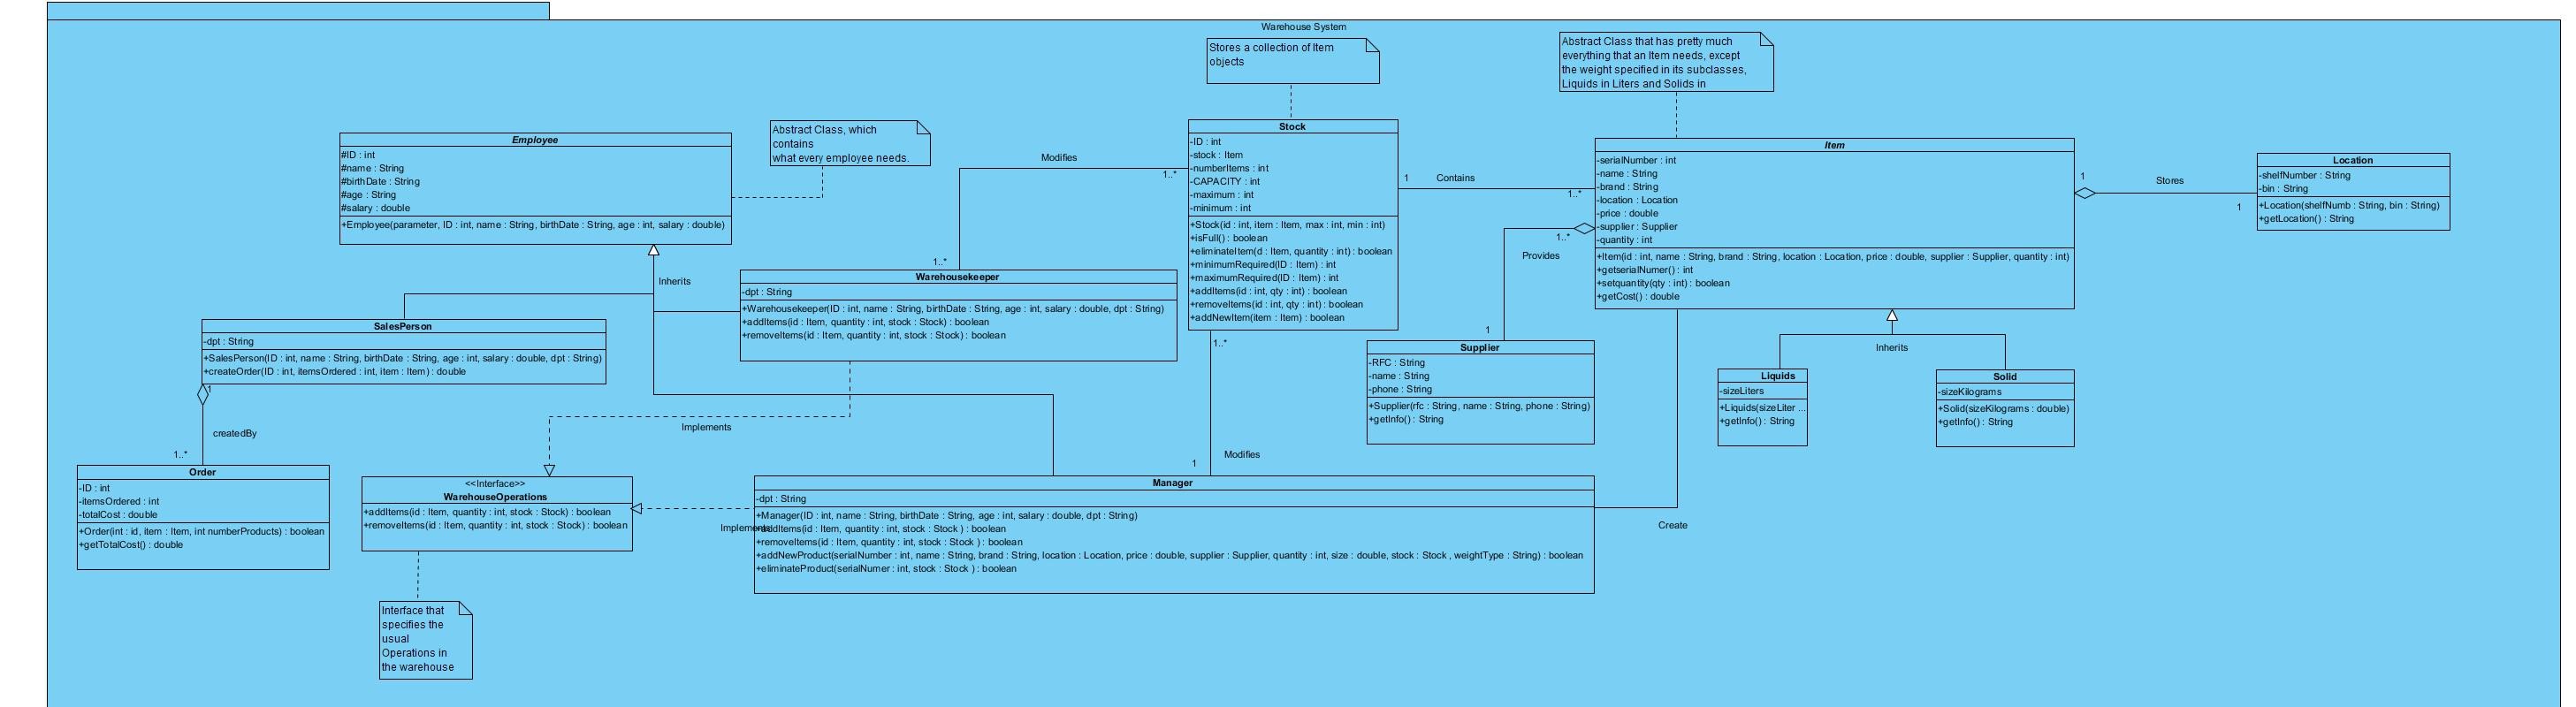 Warehouse System
Stores a collection of Item
objects
Abstract Class that has pretty much
everything that an Item needs, except
the weight specified in its subclasses,
Liquids in Liters and Solids in
Employee
#ID : int
#name : String
#birthDate : String
#age : String
#salary : double
+Employee(parameter, ID : int, name : String, birthDate : String, age : int, salary : double)
Abstract Class, which
contains
what every employee needs.
Modifies
1..*
1..*
Stock
-ID : int
-stock : Item
-numberItems : int
-CAPACITY : int
-maximum : int
-minimum : int
+Stock(id : int, item : Item, max : int, min : int)
+isFull() : boolean
+eliminateItem(d : Item, quantity : int) : boolean
+minimumRequired(ID : Item) : int
+maximumRequired(ID : Item) : int
+addItems(id : int, qty : int) : boolean
+removeItems(id : int, qty : int) : boolean
+addNewItem(item : Item) : boolean
1
Contains
1..*
Item
-serialNumber : int
-name : String
-brand : String
-location : Location
-price : double
-supplier : Supplier
-quantity : int
+Item(id : int, name : String, brand : String, location : Location, price : double, supplier : Supplier, quantity : int)
+getserialNumer() : int
+setquantity(qty : int) : boolean
+getCost() : double
1
Stores
1
Location
-shelfNumber : String
-bin : String
+Location(shelfNumb : String, bin : String)
+getLocation() : String
1..*
Provides
1
Inherits
Warehousekeeper
-dpt : String
+Warehousekeeper(ID : int, name : String, birthDate : String, age : int, salary : double, dpt : String)
+addItems(id : Item, quantity : int, stock : Stock) : boolean
+removeItems(id : Item, quantity : int, stock : Stock) : boolean
SalesPerson
-dpt : String
+SalesPerson(ID : int, name : String, birthDate : String, age : int, salary : double, dpt : String)
+createOrder(ID : int, itemsOrdered : int, item : Item) : double
1
createdBy
1..*
Supplier
-RFC : String
-name : String
-phone : String
+Supplier(rfc : String, name : String, phone : String)
+getInfo() : String
Inherits
Liquids
-sizeLiters
+Liquids(sizeLiter ...
+getInfo() : String
Solid
-sizeKilograms
+Solid(sizeKilograms : double)
+getInfo() : String
1..*
Modifies
1
Implements
Order
-ID : int
-itemsOrdered : int
-totalCost : double
+Order(int : id, item : Item, int numberProducts) : boolean
+getTotalCost() : double
<<Interface>>
WarehouseOperations
+addItems(id : Item, quantity : int, stock : Stock) : boolean
+removeItems(id : Item, quantity : int, stock : Stock) : boolean
Implements
Manager
-dpt : String
+Manager(ID : int, name : String, birthDate : String, age : int, salary : double, dpt : String)
+addItems(id : Item, quantity : int, stock : Stock ) : boolean
+removeItems(id : Item, quantity : int, stock : Stock ) : boolean
+addNewProduct(serialNumber : int, name : String, brand : String, location : Location, price : double, supplier : Supplier, quantity : int, size : double, stock : Stock , weightType : String) : boolean
+eliminateProduct(serialNumer : int, stock : Stock ) : boolean
Create
Interface that
specifies the
usual
Operations in
the warehouse